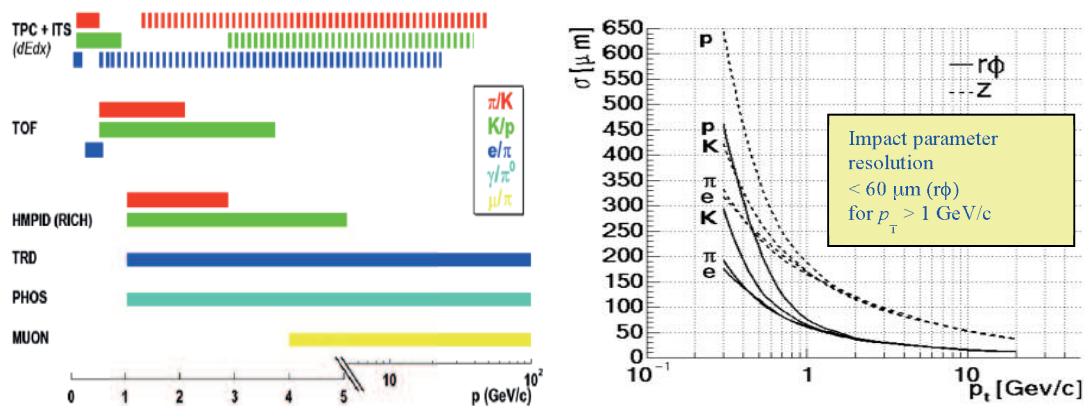 TPC + ITS
(dEdx)
TOF
HMPID (RICH)
TRD
PHOS
MUON
π/K
K/p
e/π
γ/π⁰
μ/π
0 1 2 3 4 5 10 10²
p (GeV/c)
σ [μm]
650
600
550
500
450
400
350
300
250
200
150
100
50
0
p
p
K
π
e
K
π
e
rϕ
z
Impact parameter
resolution
< 60 μm (rϕ)
for p_T > 1 GeV/c
10⁻¹ 1 10
p_t [Gev/c]